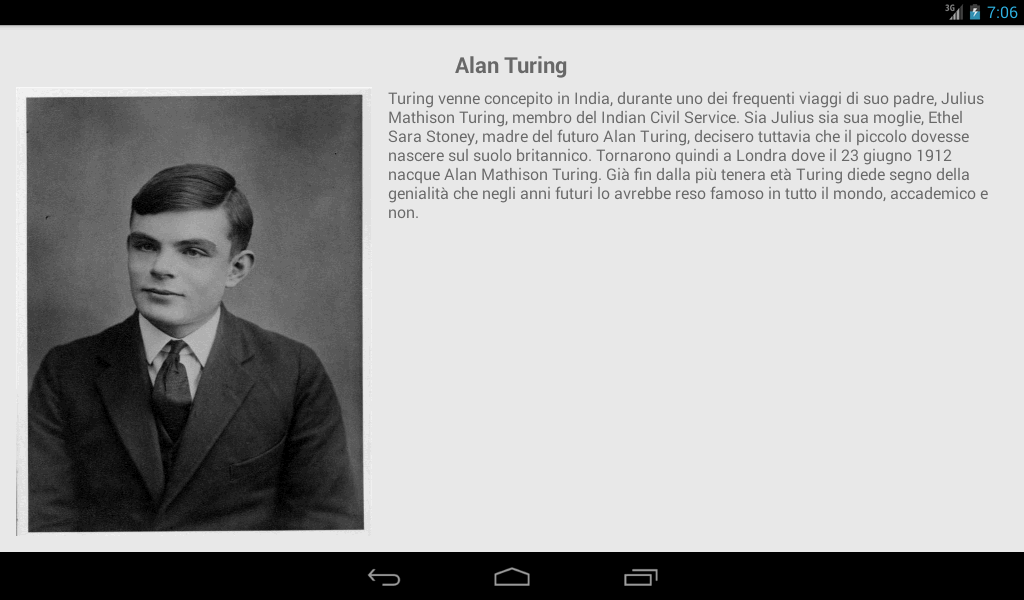 3G
7:06
Alan Turing
Turing venne concepito in India, durante uno dei frequenti viaggi di suo padre, Julius
Mathison Turing, membro del Indian Civil Service. Sia Julius sia sua moglie, Ethel
Sara Stoney, madre del futuro Alan Turing, decisero tuttavia che il piccolo dovesse
nascere sul suolo britannico. Tornarono quindi a Londra dove il 23 giugno 1912
nacque Alan Mathison Turing. Già fin dalla più tenera età Turing diede segno della
genialità che negli anni futuri lo avrebbe reso famoso in tutto il mondo, accademico e
non.